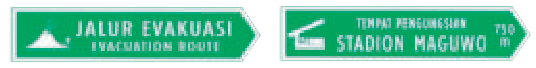 JALUR EVAKUASI
EVACUATION ROUTE
TEMPAT PENGUNGSIAN
STADION MAGUWO
750
m